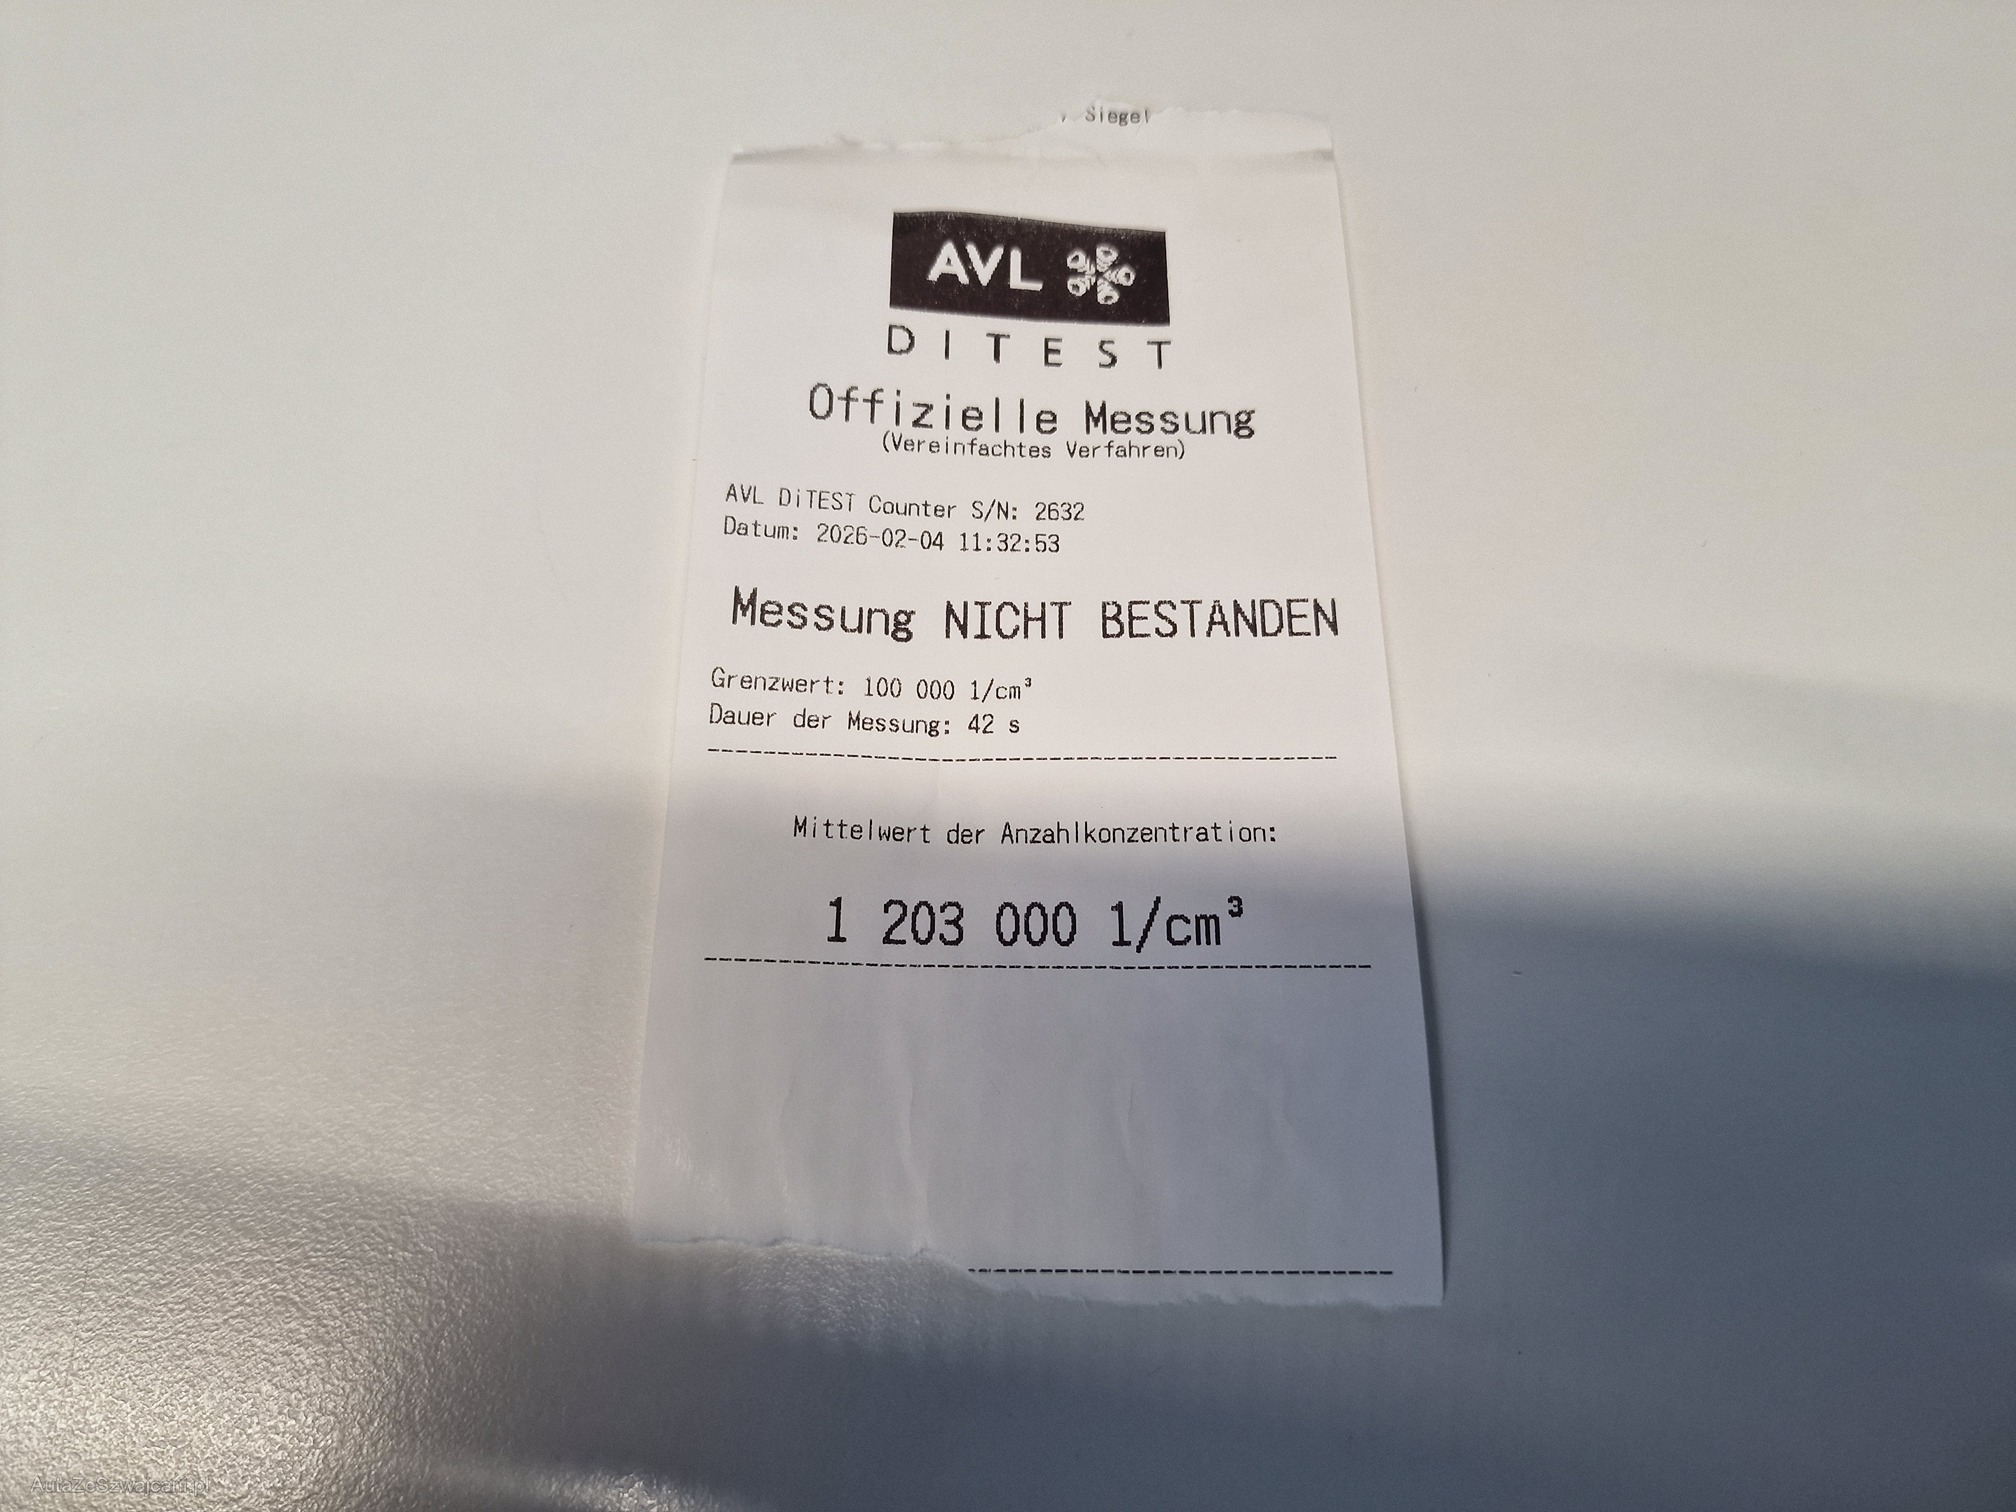 , Siegel
AVL
DITEST
Offizielle Messung
(Vereinfachtes Verfahren)
AVL DiTEST Counter S/N: 2632
Datum: 2026-02-04 11:32:53
Messung NICHT BESTANDEN
Grenzwert: 100 000 1/cm³
Dauer der Messung: 42 s
Mittelwert der Anzahlkonzentration:
1 203 000 1/cm³
AutaZeSzwajcarii.pl